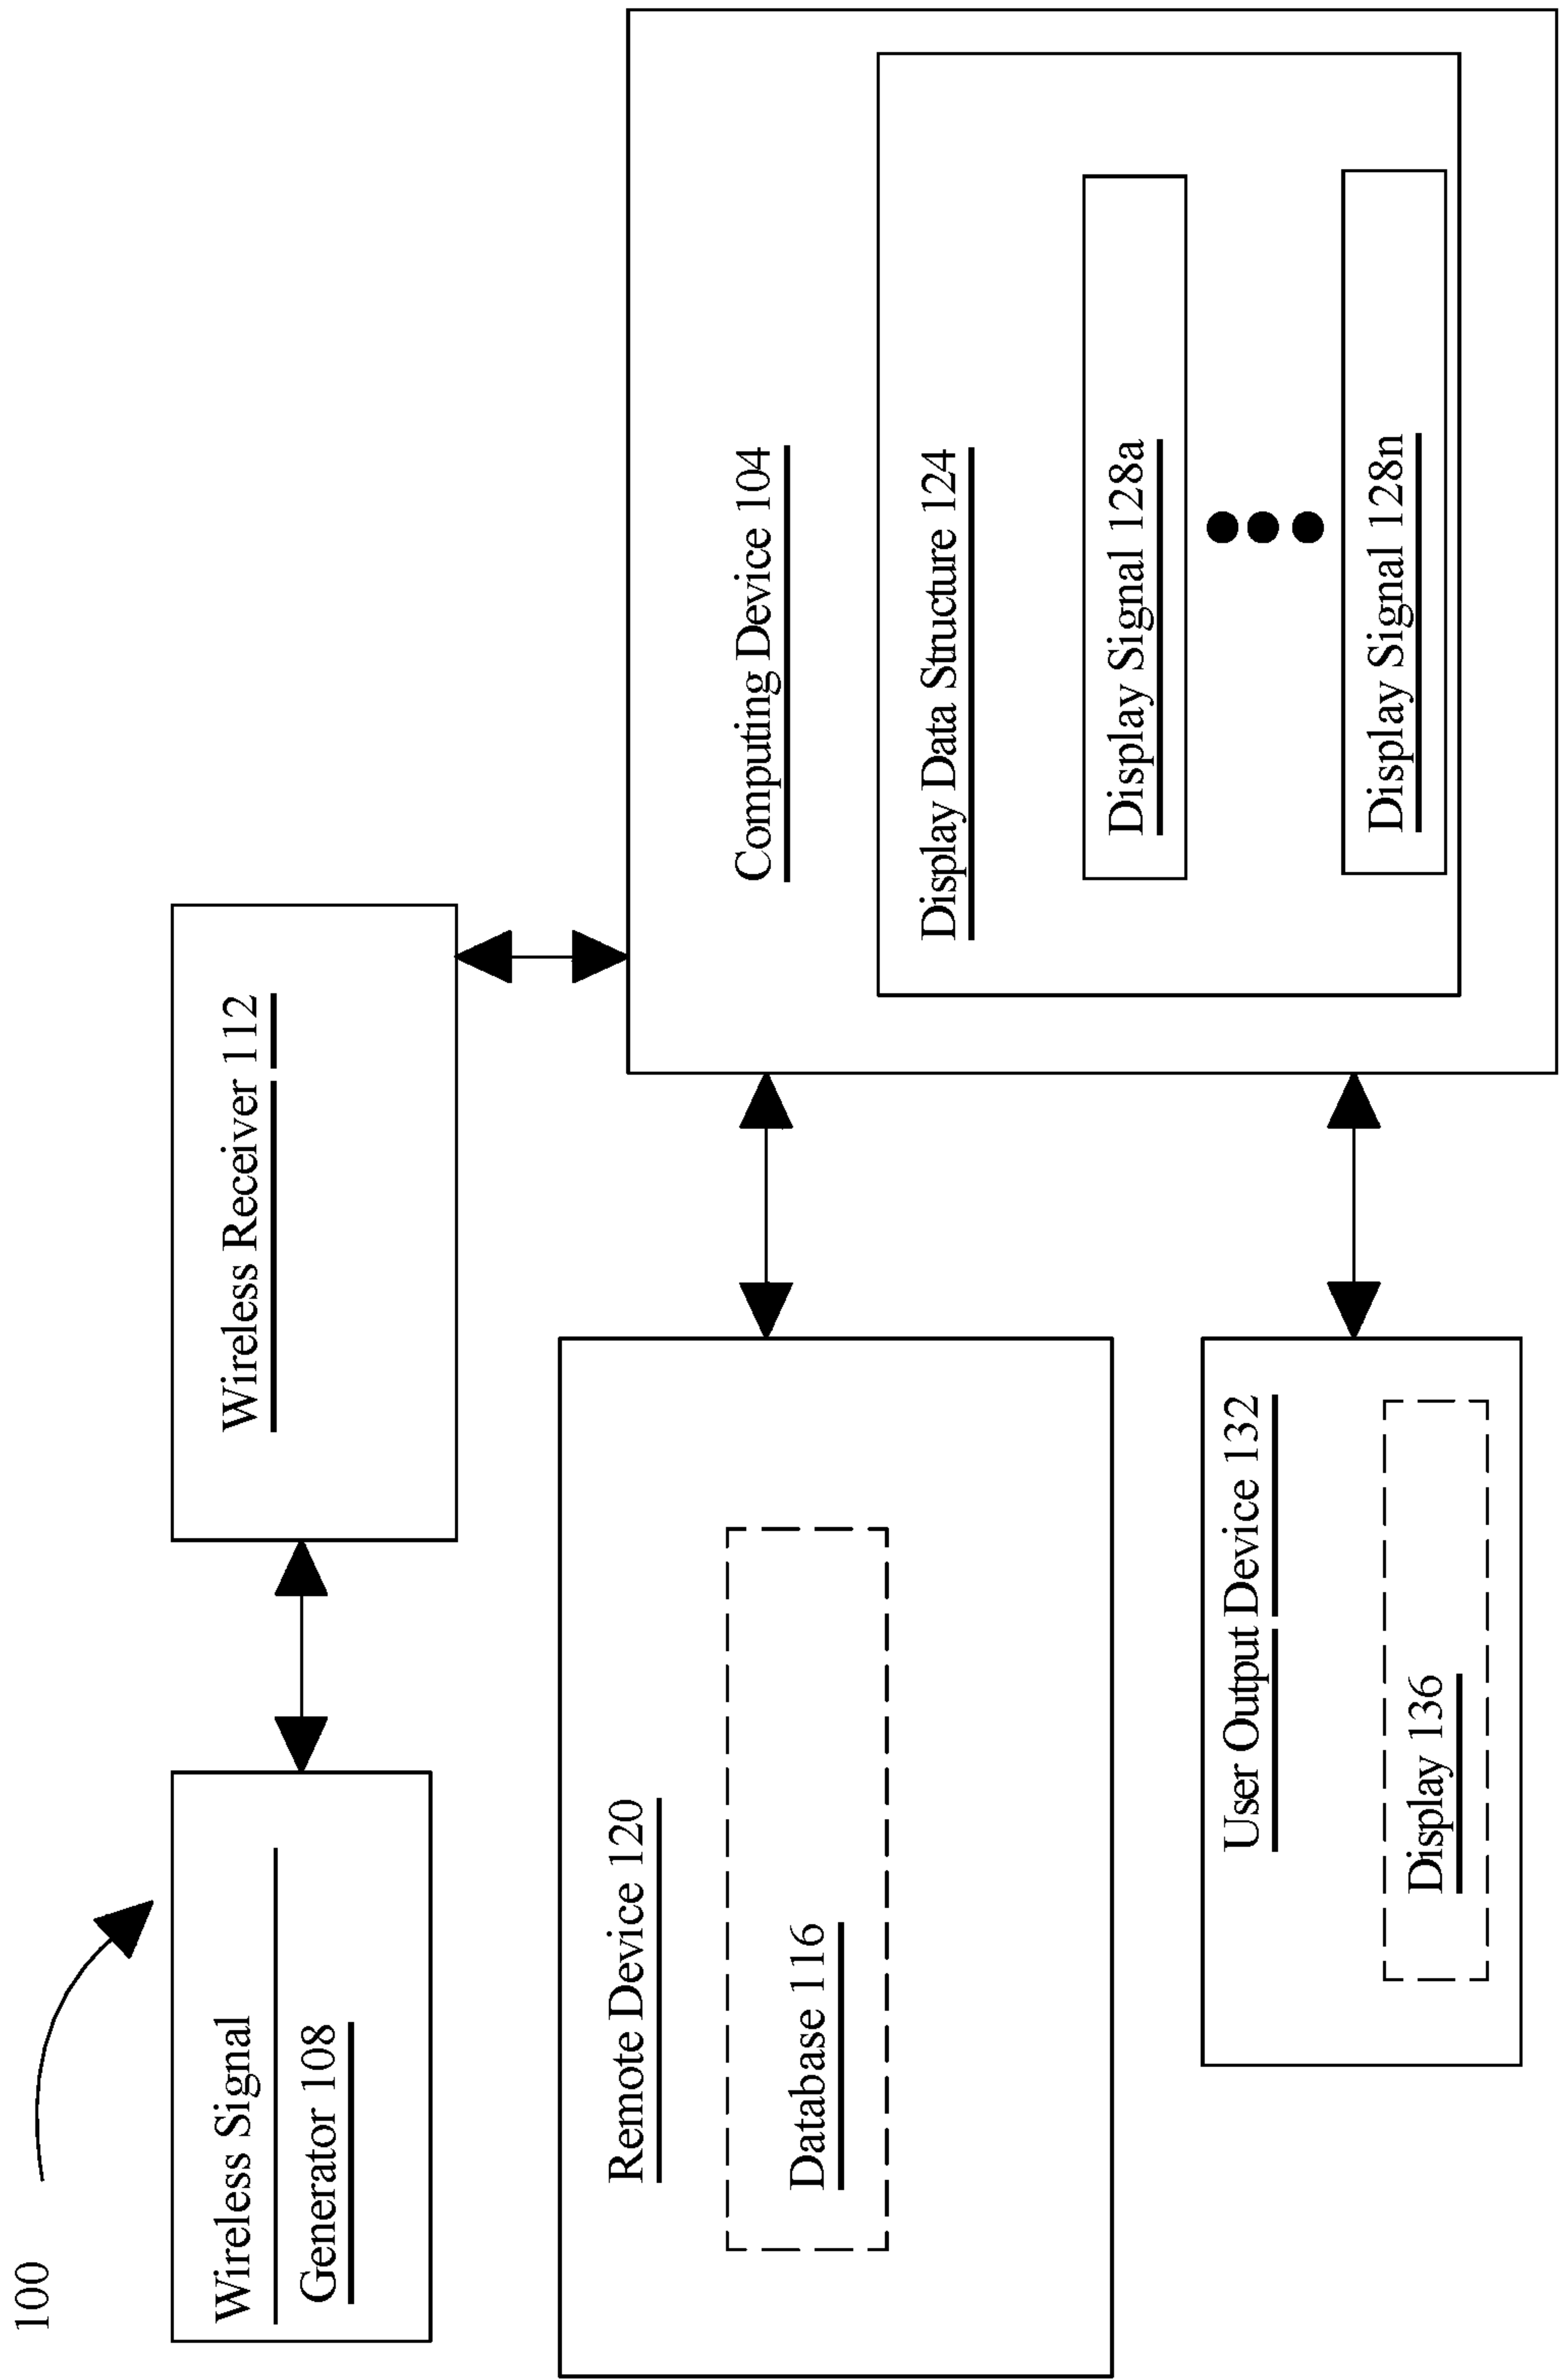 100
Wireless Signal
Generator 108
Wireless Receiver 112
Remote Device 120
Database 116
User Output Device 132
Display 136
Computing Device 104
Display Data Structure 124
Display Signal 128a
Display Signal 128n